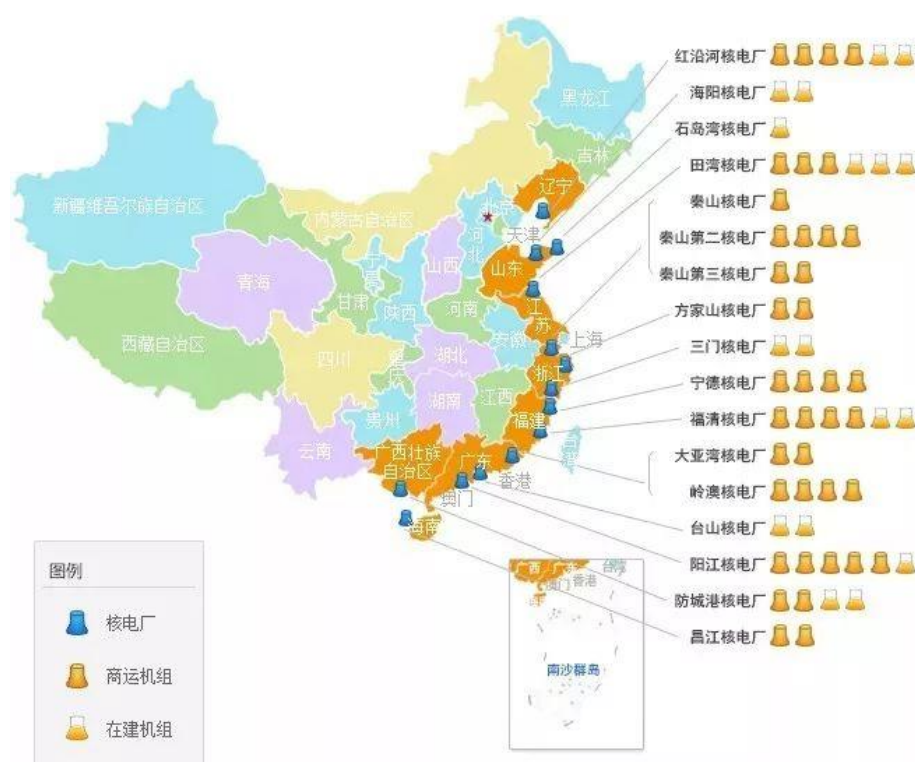 红沿河核电厂
海阳核电厂
石岛湾核电厂
田湾核电厂
秦山核电厂
秦山第二核电厂
秦山第三核电厂
方家山核电厂
三门核电厂
宁德核电厂
福清核电厂
大亚湾核电厂
岭澳核电厂
台山核电厂
阳江核电厂
防城港核电厂
昌江核电厂
黑龙江
吉林
辽宁
新疆维吾尔族自治区
内蒙古自治区
北京
天津
河北
山西
山东
宁夏
青海
甘肃
陕西
河南
江苏
西藏自治区
安徽
上海
四川
重庆
湖北
浙江
湖南
江西
贵州
福建
云南
广西壮族
自治区
广东
台湾
香港
澳门
海南
图例
核电厂
商运机组
在建机组
广西
广东
台湾
澳门
香港
南沙群岛